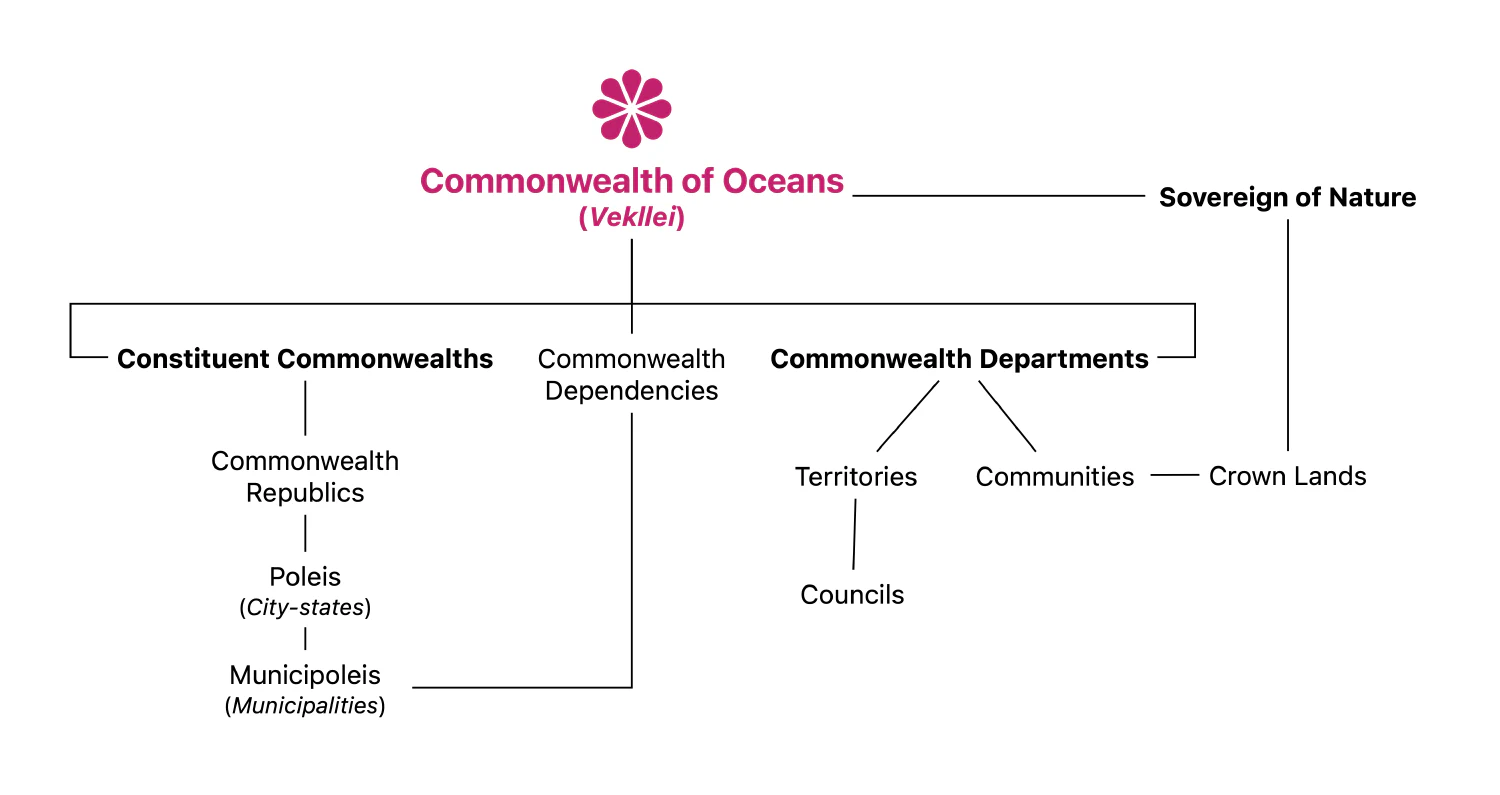 Commonwealth of Oceans
(Vekllei)
Sovereign of Nature
Constituent Commonwealths
Commonwealth
Dependencies
Commonwealth Departments
Commonwealth
Republics
Territories
Communities
Crown Lands
Poleis
(City-states)
Councils
Municipoleis
(Municipalities)